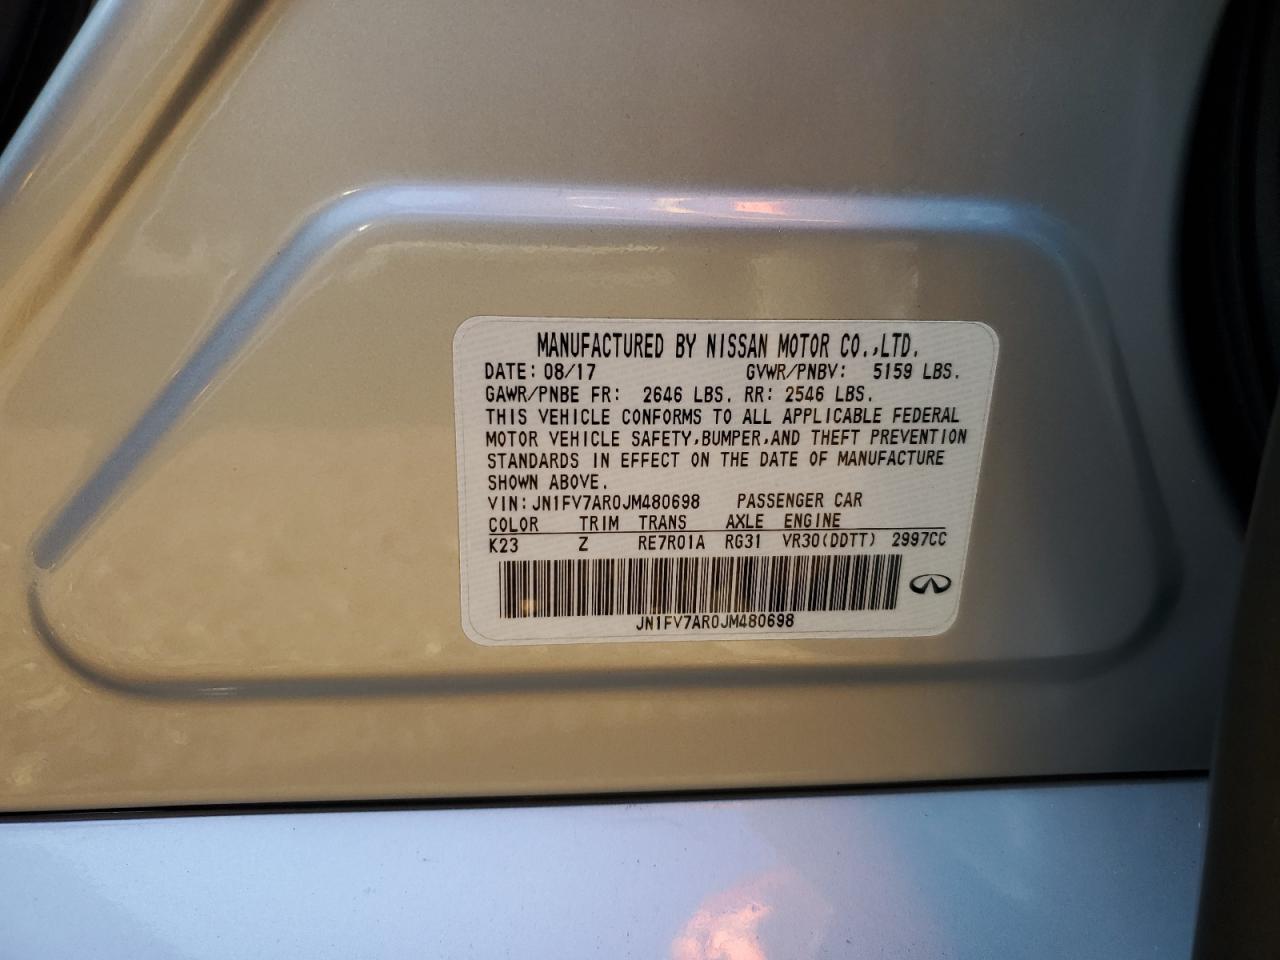 MANUFACTURED BY NISSAN MOTOR CO.,LTD.
DATE: 08/17 GVWR/PNBV: 5159 LBS.
GAWR/PNBE FR: 2646 LBS. RR: 2546 LBS.
THIS VEHICLE CONFORMS TO ALL APPLICABLE FEDERAL
MOTOR VEHICLE SAFETY,BUMPER,AND THEFT PREVENTION
STANDARDS IN EFFECT ON THE DATE OF MANUFACTURE
SHOWN ABOVE.
VIN:JN1FV7AR0JM480698 PASSENGER CAR
COLOR TRIM TRANS AXLE ENGINE
K23 Z RE7R01A RG31 VR30(DDTT) 2997CC
JN1FV7AR0JM480698